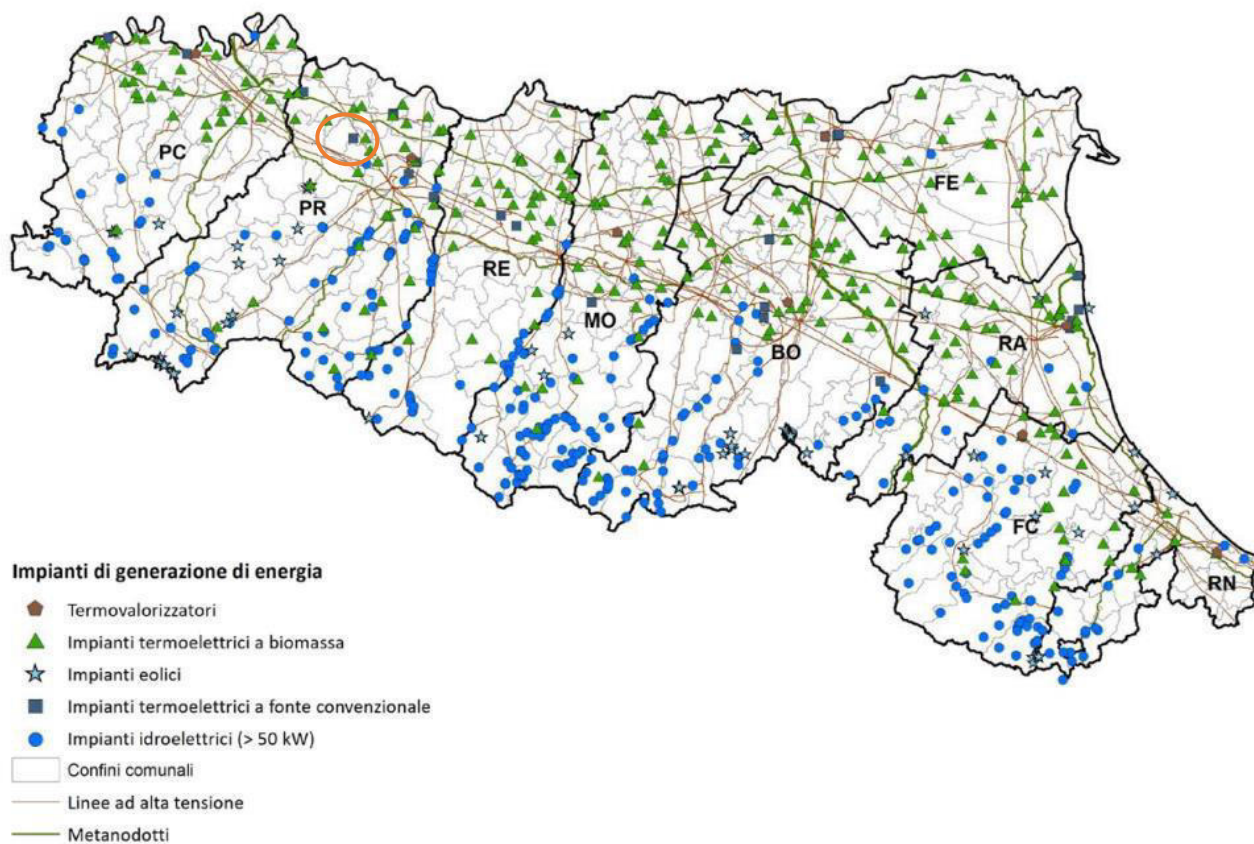 PC
PR
RE
MO
BO
FE
RA
FC
RN
Impianti di generazione di energia
Termovalorizzatori
Impianti termoelettrici a biomassa
Impianti eolici
Impianti termoelettrici a fonte convenzionale
Impianti idroelettrici (> 50 kW)
Confini comunali
Linee ad alta tensione
Metanodotti